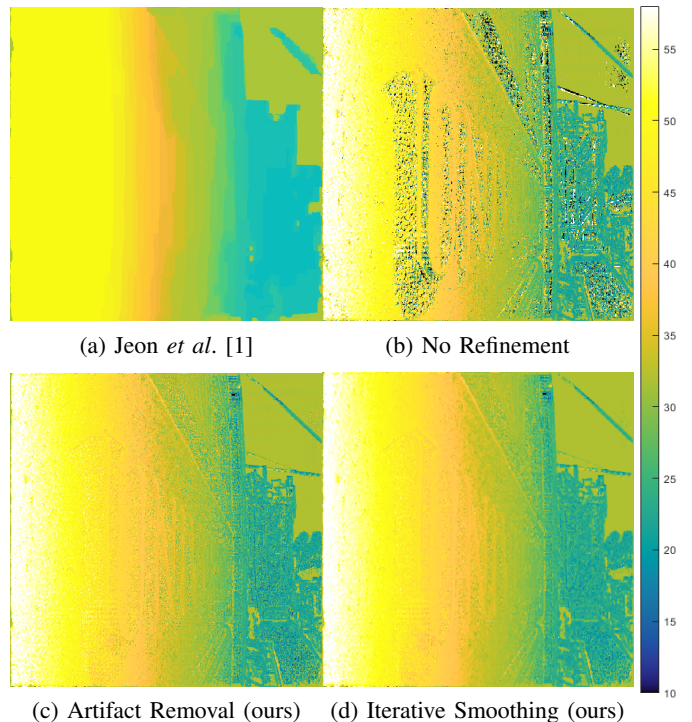 55
50
45
40
35
30
25
20
15
10
(a) Jeon et al. [1]
(b) No Refinement
(c) Artifact Removal (ours)
(d) Iterative Smoothing (ours)